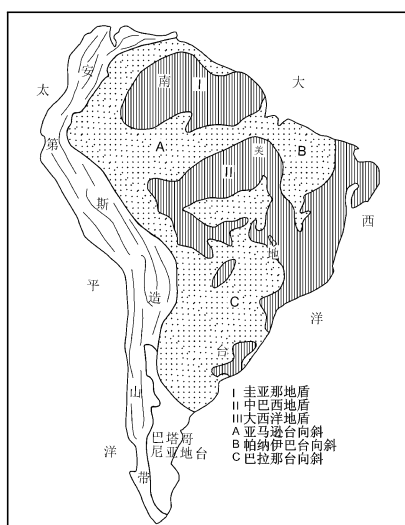 太平洋
大西洋
安第斯造山带
南美地台
I
II
A
B
C
巴塔哥
尼亚地台
I 圭亚那地盾
II 中巴西地盾
III 大西洋地盾
A 亚马逊台向斜
B 帕纳伊巴台向斜
C 巴拉那台向斜